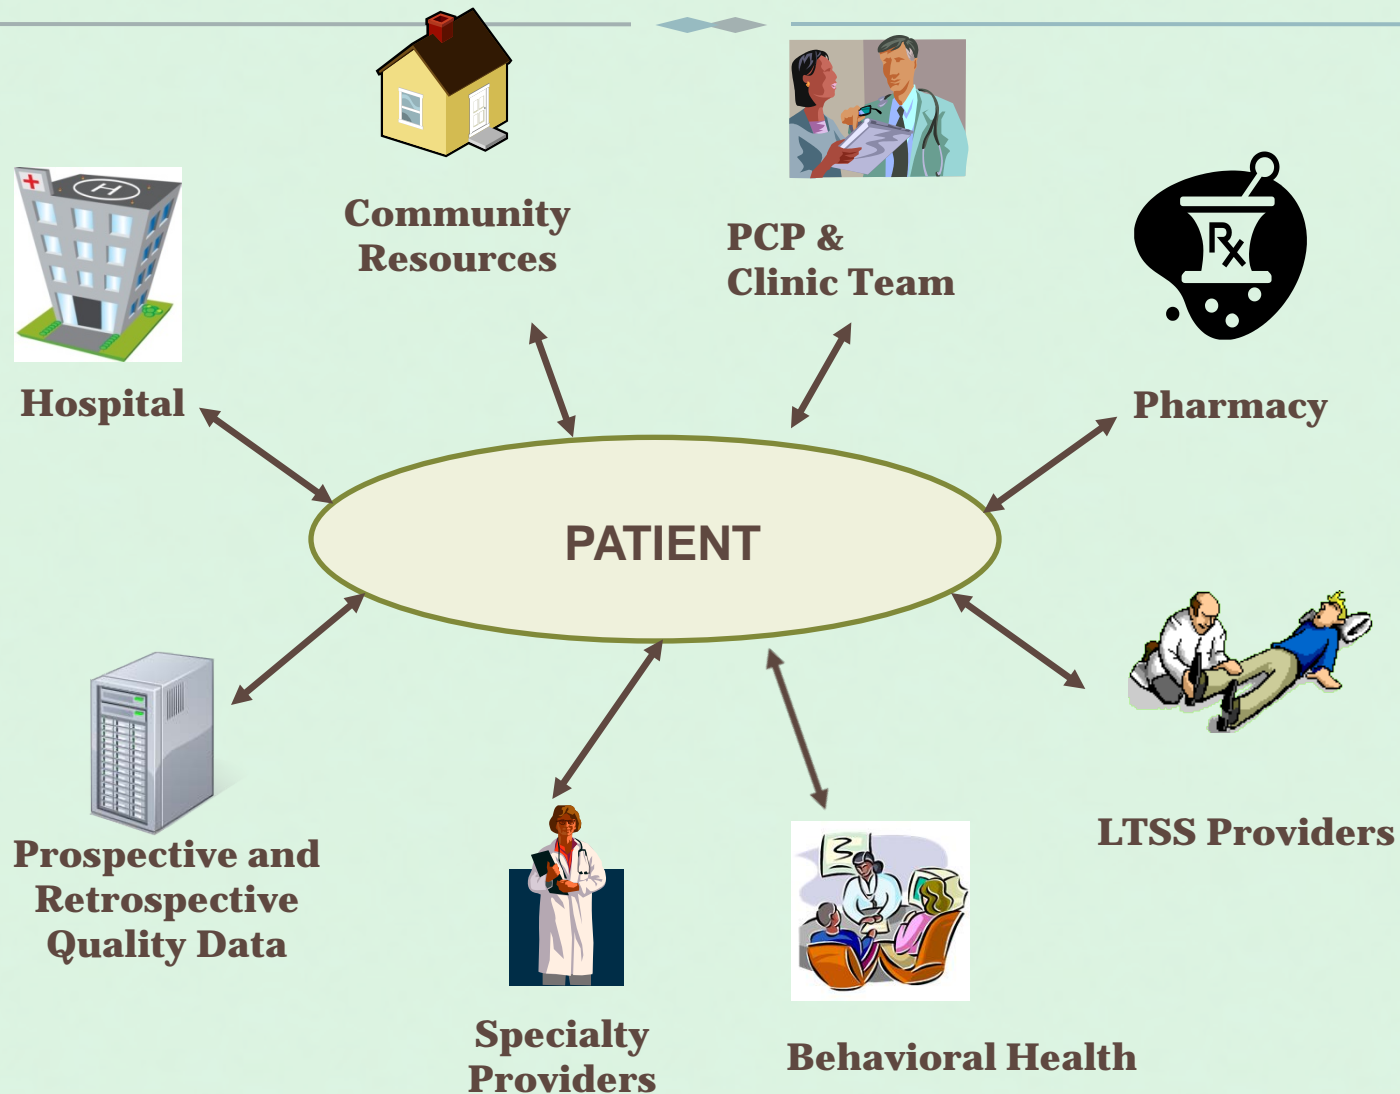 H
Community
Resources
PCP &
Clinic Team
Rx
Hospital
Pharmacy
PATIENT
LTSS Providers
Prospective and
Retrospective
Quality Data
Specialty
Providers
Behavioral Health